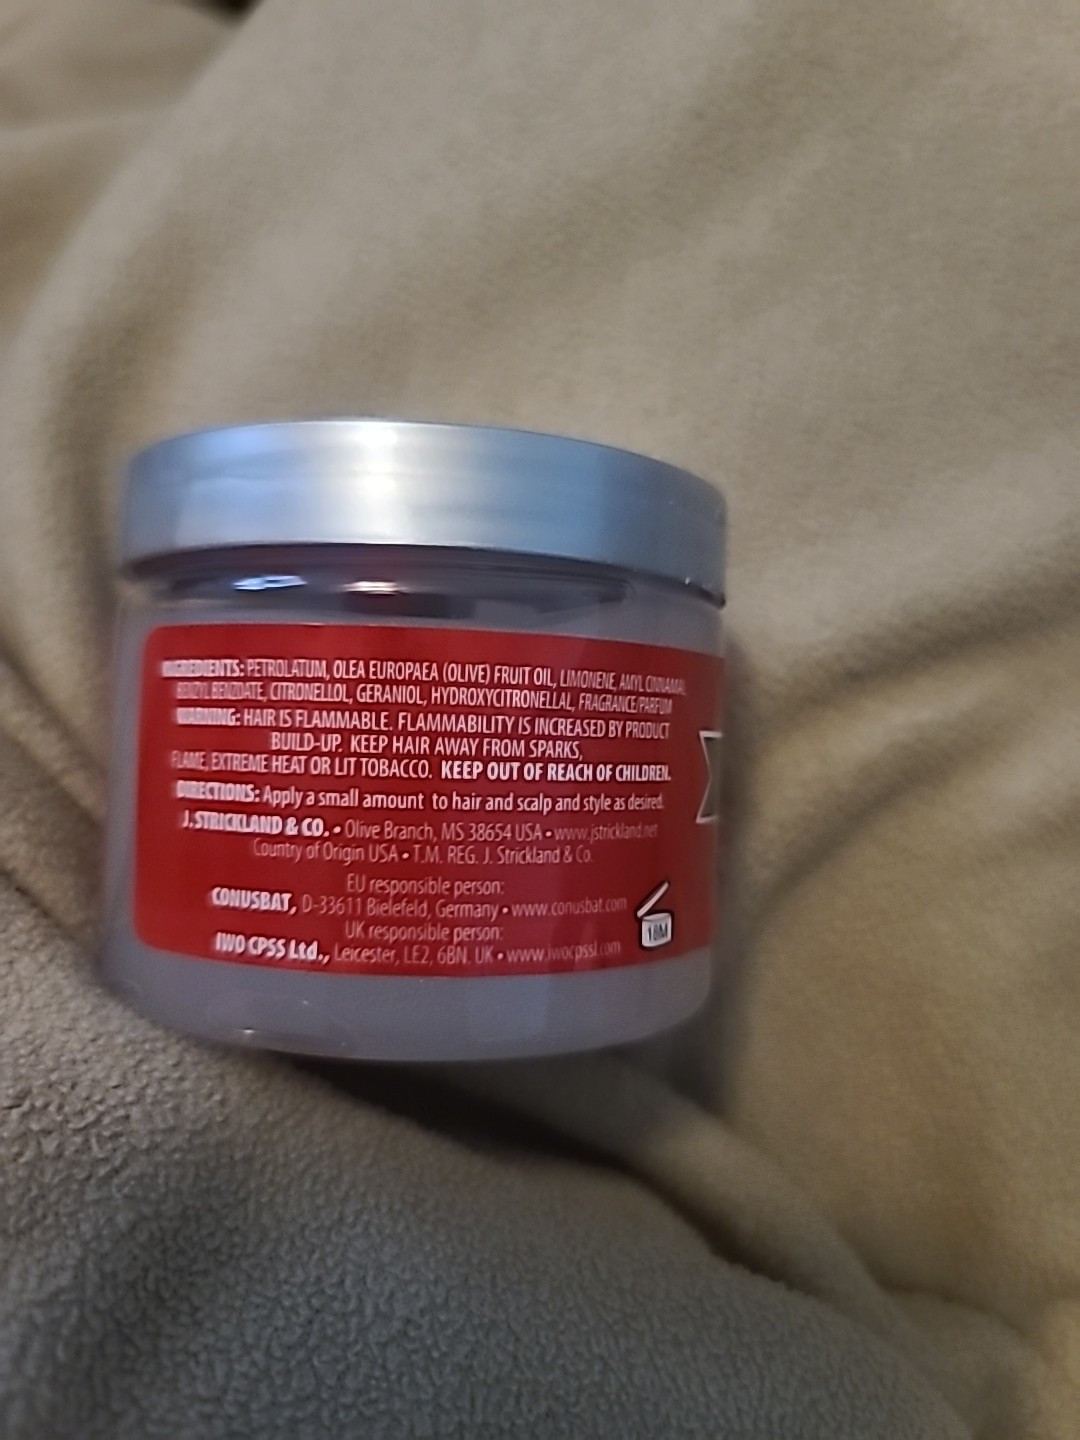 INGREDIENTS: PETROLATUM, OLEA EUROPAEA (OLIVE) FRUIT OIL, LIMONENE, AMYL CINNAMAL,
BENZYL BENZOATE, CITRONELLOL, GERANIOL, HYDROXYCITRONELLAL, FRAGRANCE/PARFUM
WARNING: HAIR IS FLAMMABLE. FLAMMABILITY IS INCREASED BY PRODUCT
BUILD-UP. KEEP HAIR AWAY FROM SPARKS,
FLAME, EXTREME HEAT OR LIT TOBACCO. KEEP OUT OF REACH OF CHILDREN.
DIRECTIONS: Apply a small amount to hair and scalp and style as desired.
J. STRICKLAND & CO. • Olive Branch, MS 38654 USA • www.jstrickland.net
Country of Origin USA • T.M. REG. J. Strickland & Co.
EU responsible person:
CONUSBAT, D-33611 Bielefeld, Germany • www.conusbat.com
UK responsible person:
IWO CPSS Ltd., Leicester, LE2, 6BN. UK • www.iwocpssl.com
18M